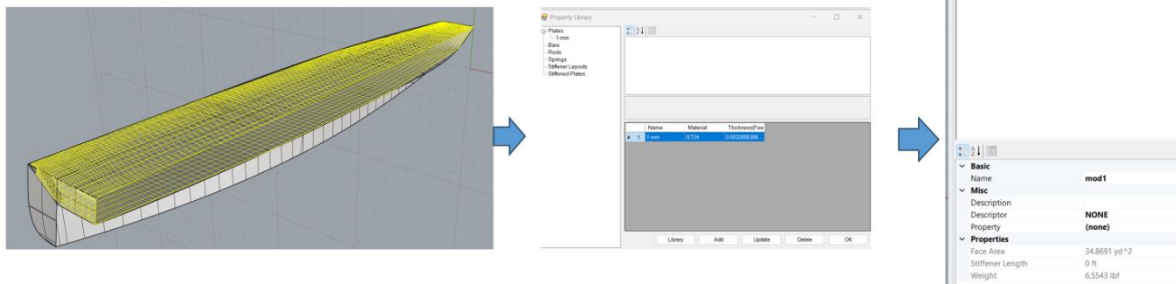 Property Library
Plates
1-mm
Bars
Rods
Springs
Stiffener Layouts
Stiffened Plates
Name Material Thickness(Fee
1 1-mm ST24 0.0032808398
Library Add Update Delete OK
Basic
Name mod1
Misc
Description
Descriptor NONE
Property (none)
Properties
Face Area 34.8691 yd^2
Stiffener Length 0 ft
Weight 6.5543 lbf